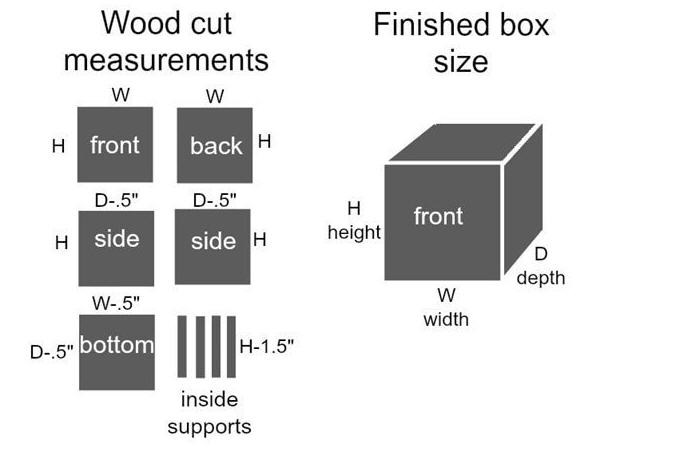 Wood cut
measurements
W
W
H
front
back
H
D-.5"
D-.5"
H
side
side
H
W-.5"
D-.5"
bottom
H-1.5"
inside
supports
Finished box
size
H
height
front
D
depth
W
width